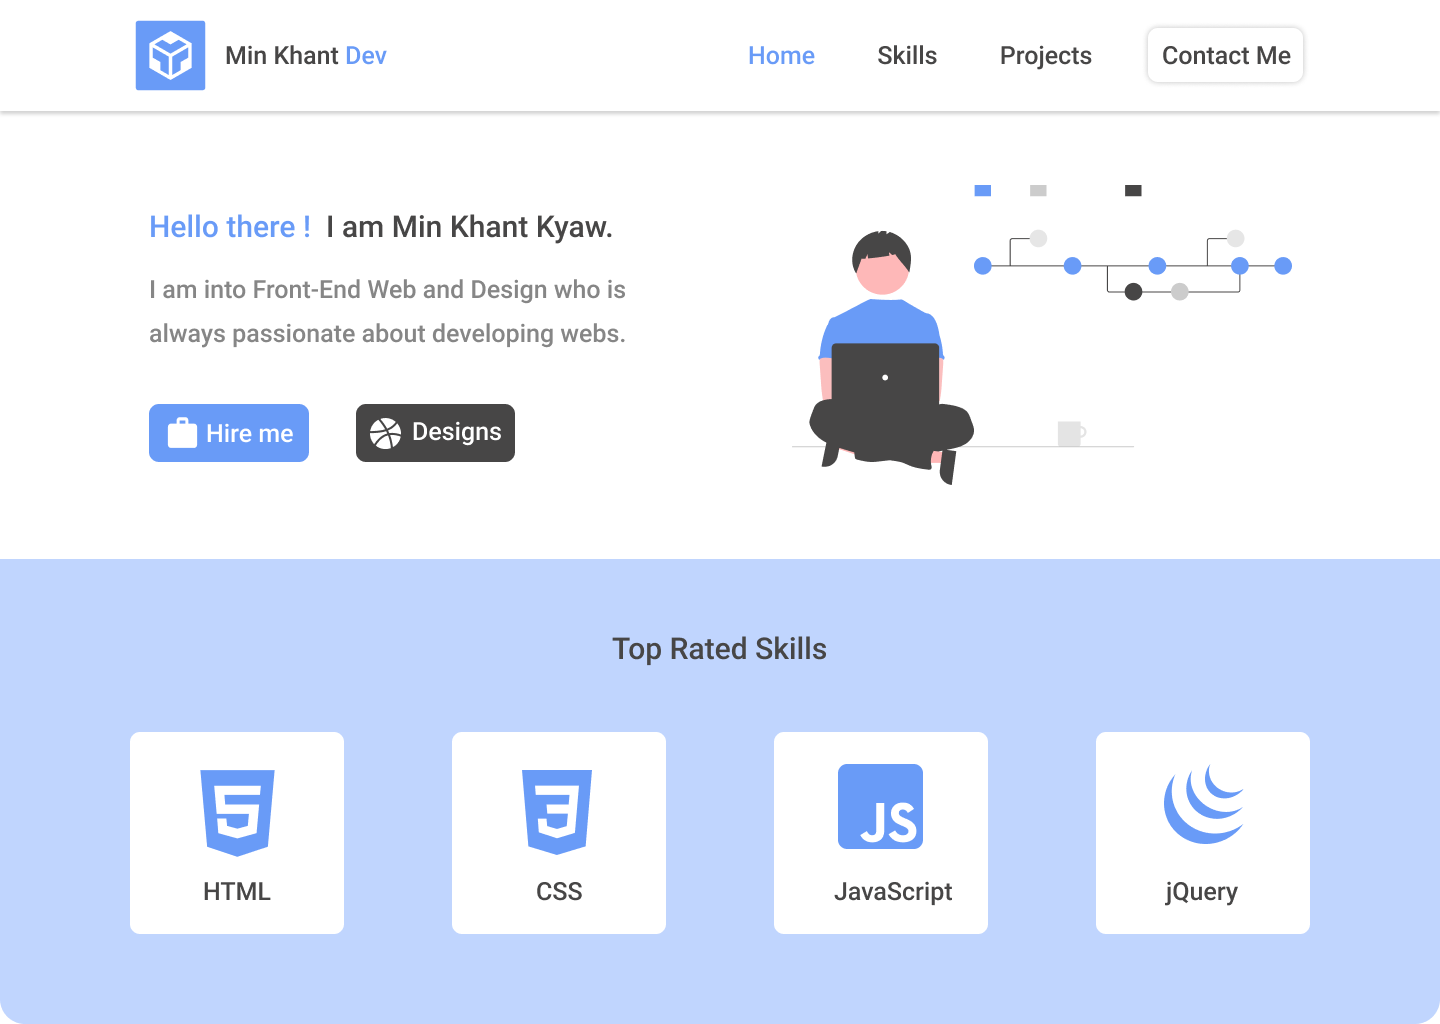 Min Khant Dev
Home
Skills
Projects
Contact Me
Hello there ! I am Min Khant Kyaw.
I am into Front-End Web and Design who is
always passionate about developing webs.
Hire me
Designs
Top Rated Skills
5
3
JS
HTML
CSS
JavaScript
jQuery